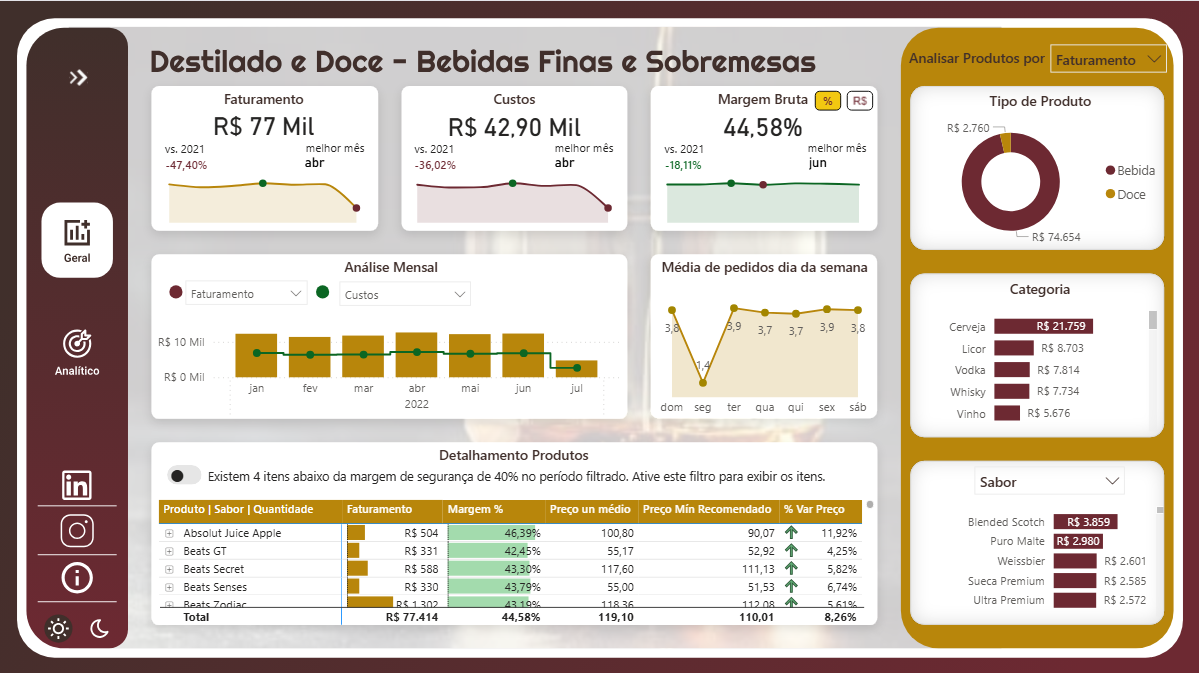 Destilado e Doce - Bebidas Finas e Sobremesas
Geral
Analítico
in
Faturamento
R$ 77 Mil
vs. 2021
-47,40%
melhor mês
abr
Custos
R$ 42,90 Mil
vs. 2021
-36,02%
melhor mês
abr
Margem Bruta
%
R$
44,58%
vs. 2021
-18,11%
melhor mês
jun
Análise Mensal
Faturamento
Custos
R$ 10 Mil
R$ 0 Mil
jan fev mar abr mai jun jul
2022
Média de pedidos dia da semana
3,8 1,4 3,9 3,7 3,7 3,9 3,8
dom seg ter qua qui sex sáb
Detalhamento Produtos
Existem 4 itens abaixo da margem de segurança de 40% no período filtrado. Ative este filtro para exibir os itens.
Produto | Sabor | Quantidade Faturamento Margem % Preço un médio Preço Mín Recomendado % Var Preço
Absolut Juice Apple R$ 504 46,39% 100,80 90,07 11,92%
Beats GT R$ 331 42,45% 55,17 52,92 4,25%
Beats Secret R$ 588 43,30% 117,60 111,13 5,82%
Beats Senses R$ 330 43,79% 55,00 51,53 6,74%
Beats Zodiac R$ 1.302 43,19% 118,36 112,08 5,61%
Total R$ 77.414 44,58% 119,10 110,01 8,26%
Analisar Produtos por Faturamento
Tipo de Produto
R$ 2.760
R$ 74.654
Bebida
Doce
Categoria
Cerveja R$ 21.759
Licor R$ 8.703
Vodka R$ 7.814
Whisky R$ 7.734
Vinho R$ 5.676
Sabor
Blended Scotch R$ 3.859
Puro Malte R$ 2.980
Weissbier R$ 2.601
Sueca Premium R$ 2.585
Ultra Premium R$ 2.572